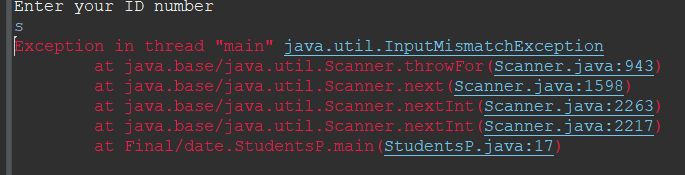 Enter your ID number
s
Exception in thread "main" java.util.InputMismatchException
at java.base/java.util.Scanner.throwFor(Scanner.java:943)
at java.base/java.util.Scanner.next(Scanner.java:1598)
at java.base/java.util.Scanner.nextInt(Scanner.java:2263)
at java.base/java.util.Scanner.nextInt(Scanner.java:2217)
at Final/date.StudentsP.main(StudentsP.java:17)